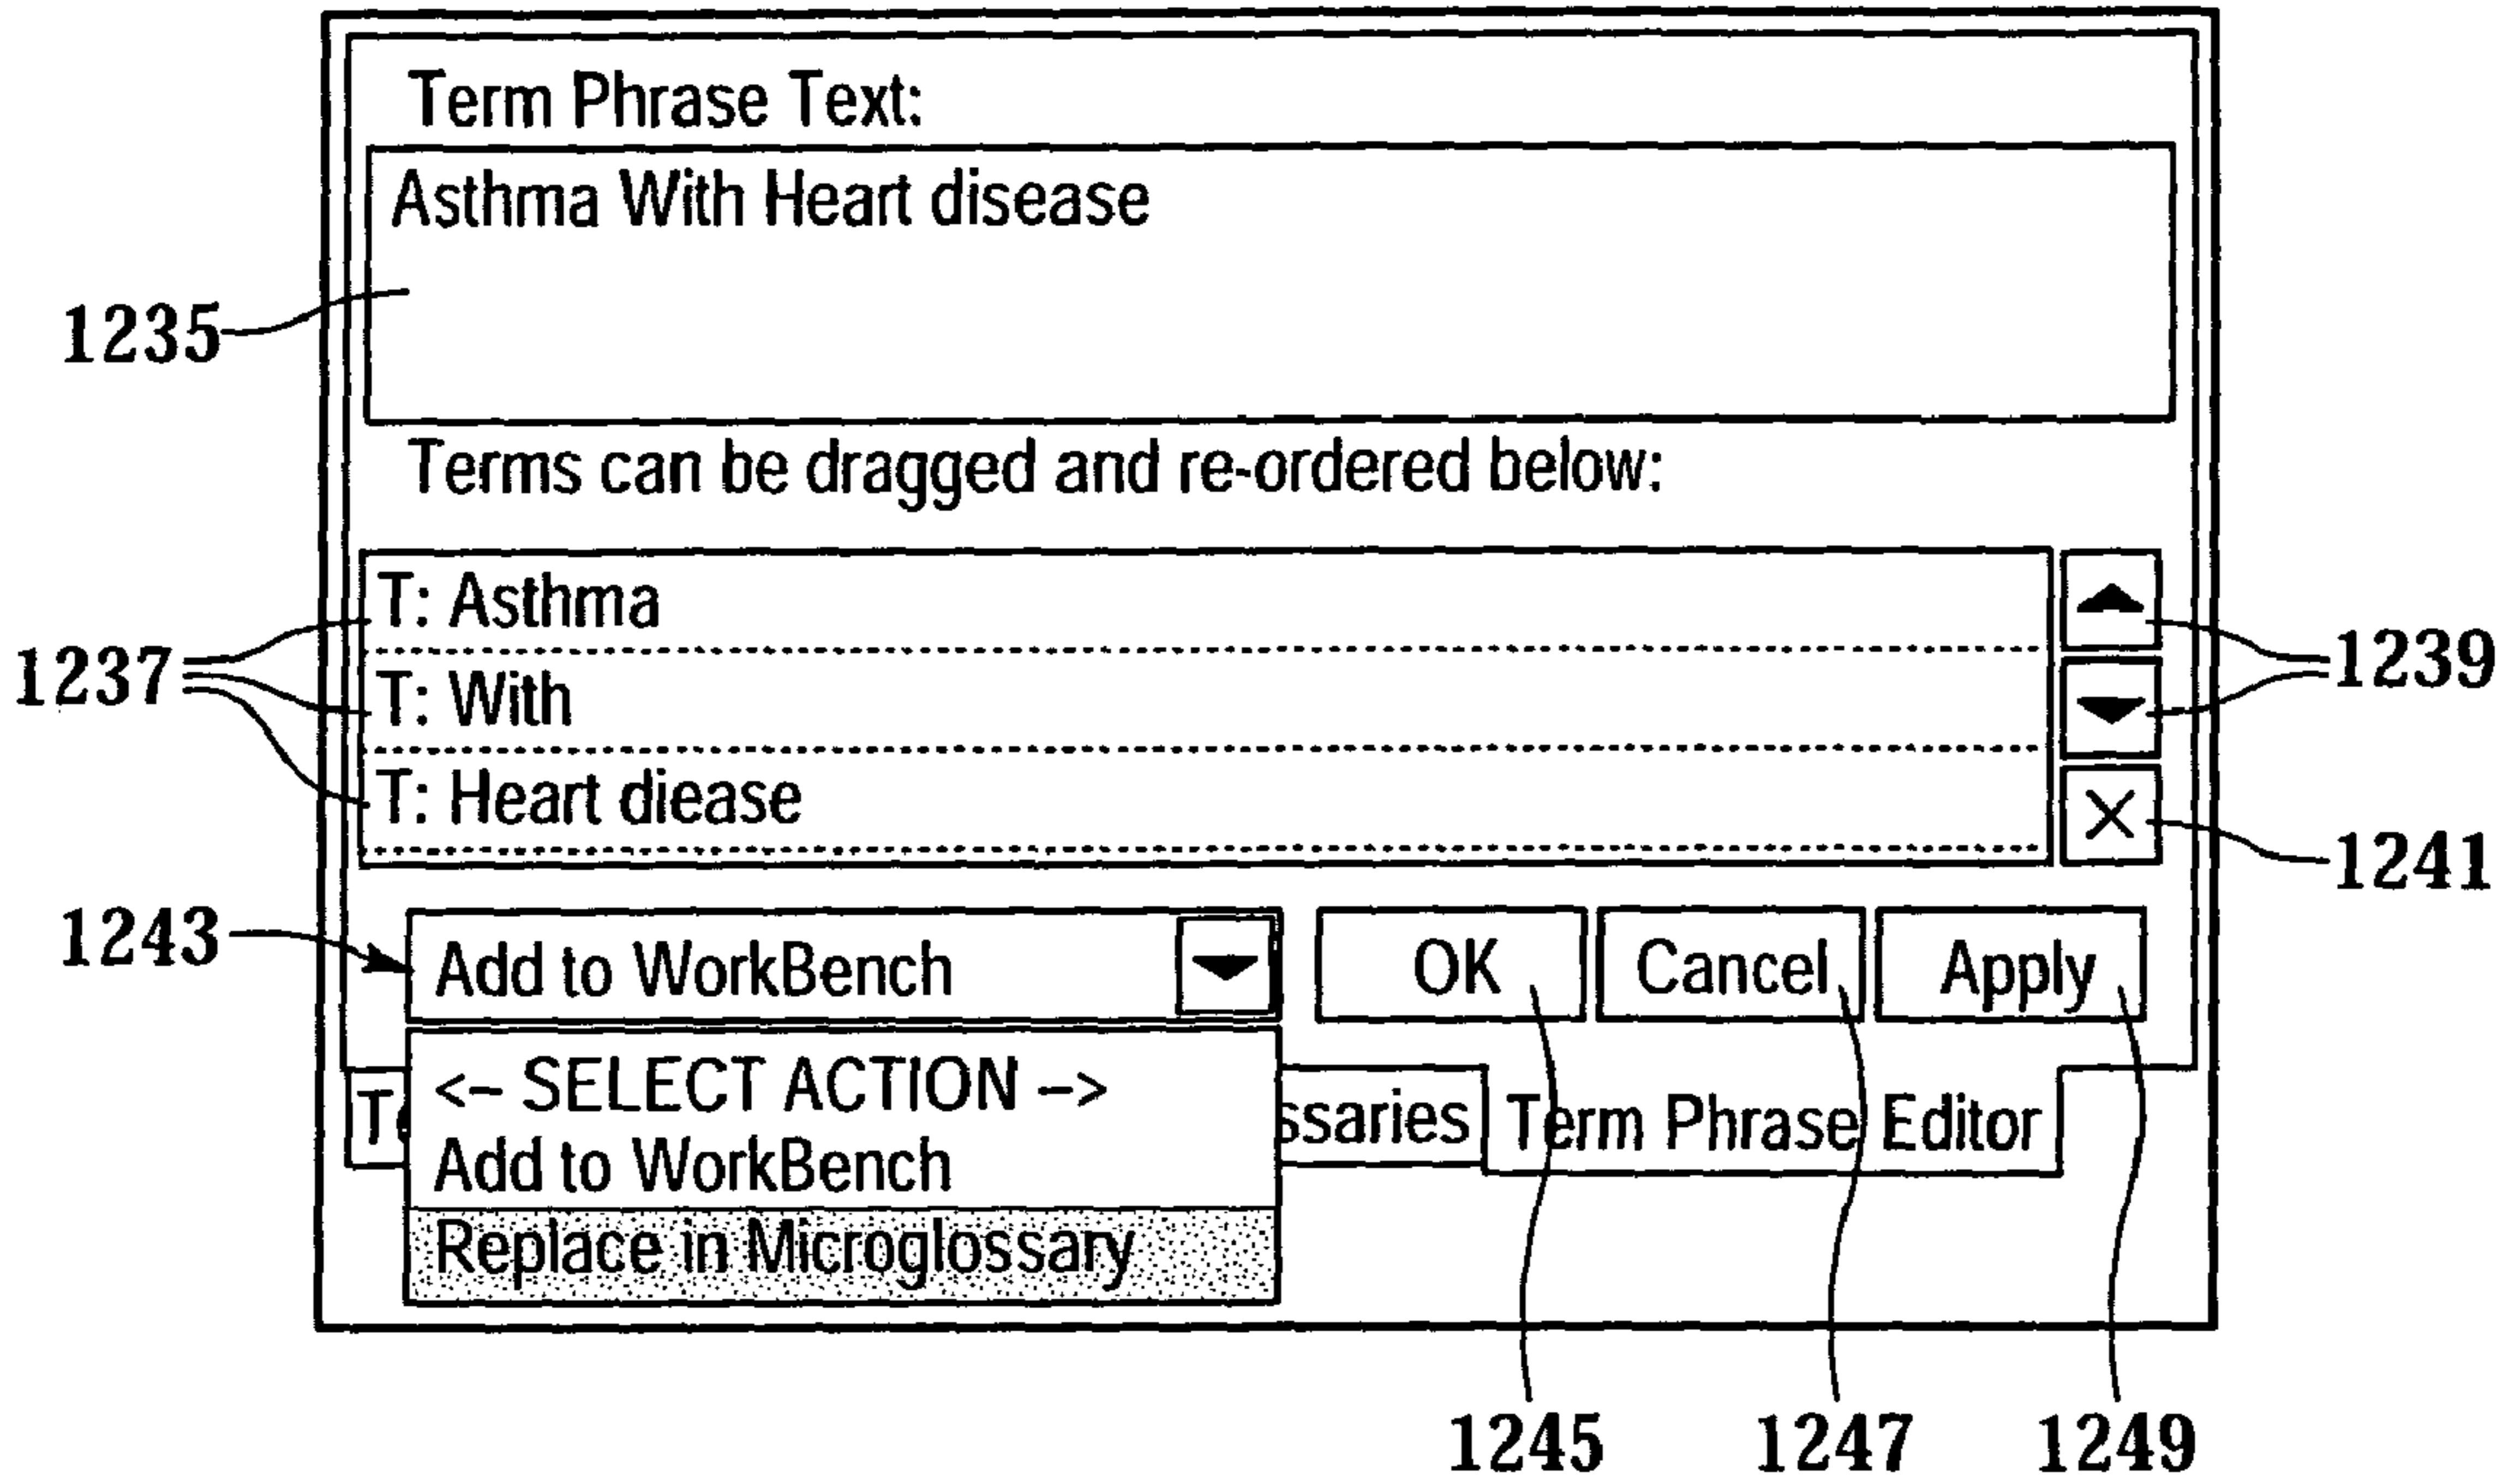 Term Phrase Text:
Asthma With Heart disease
1235
Terms can be dragged and re-ordered below:
T: Asthma
1237
1239
T: With
T: Heart diease
1241
1243
Add to WorkBench
OK
Cancel
Apply
<- SELECT ACTION ->
ssaries
Term Phrase Editor
Add to WorkBench
Replace in Microglossary
1245
1247
1249